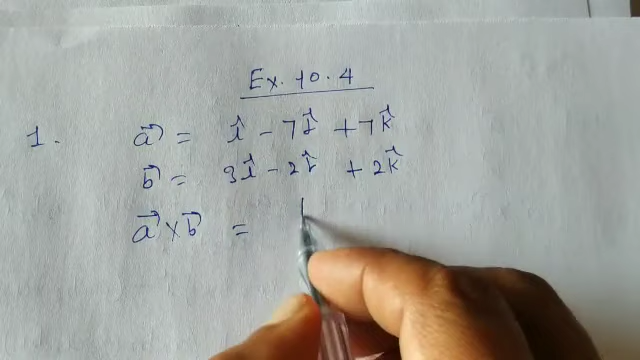 Ex. 10.4
1. a⃗ = î - 7ĵ + 7k̂
b⃗ = 3î - 2ĵ + 2k̂
a⃗ × b⃗ =